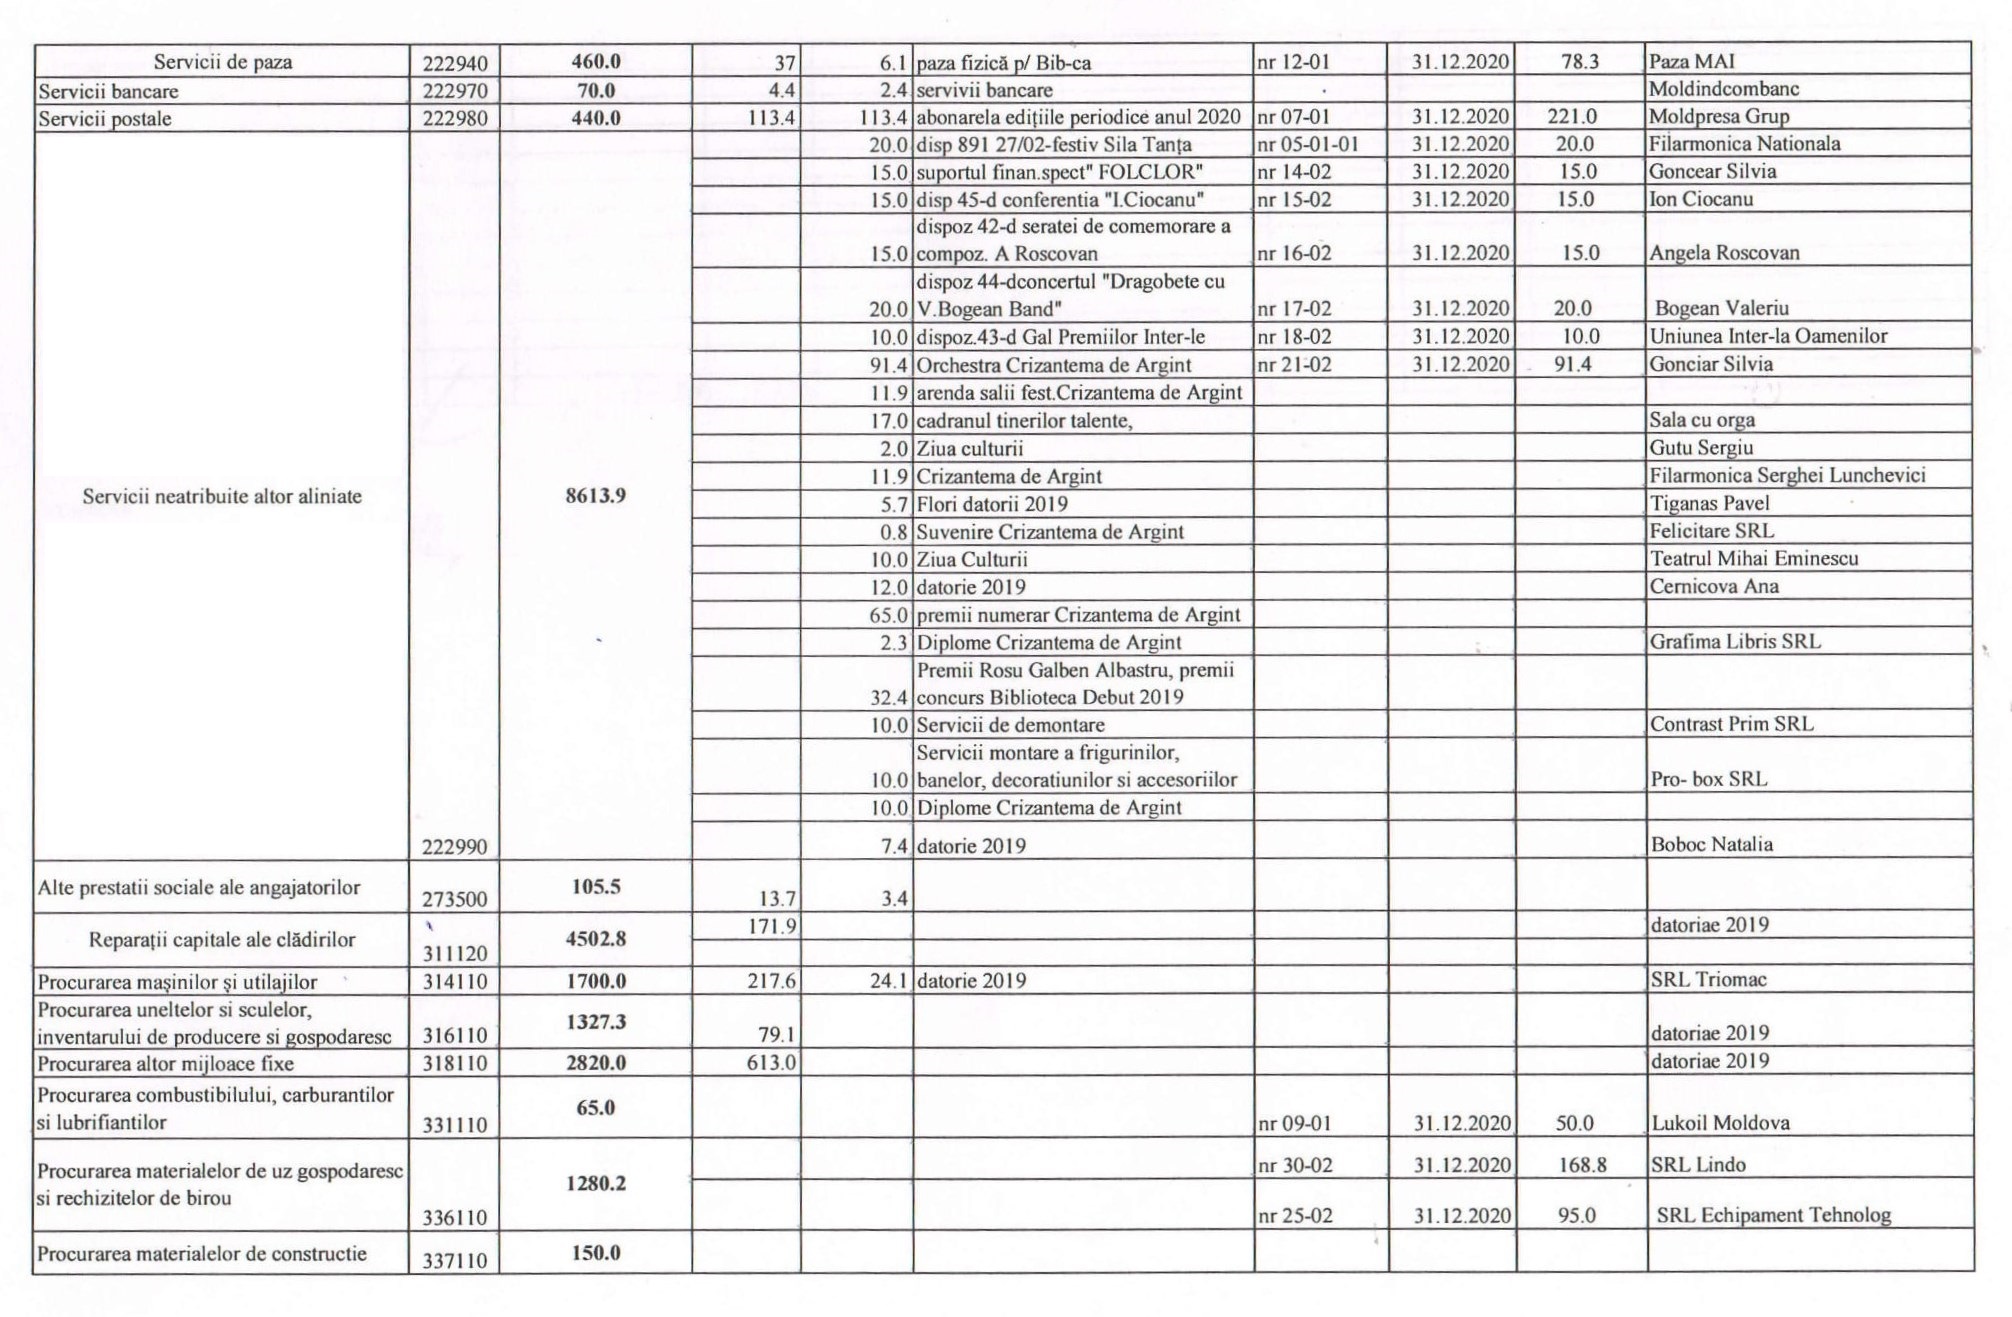 Servicii de paza 222940 460.0 37 6.1 paza fizică p/ Bib-ca nr 12-01 31.12.2020 78.3 Paza MAI
Servicii bancare 222970 70.0 4.4 2.4 servivii bancare Moldindcombanc
Servicii postale 222980 440.0 113.4 113.4 abonarela edițiile periodice anul 2020 nr 07-01 31.12.2020 221.0 Moldpresa Grup
20.0 disp 891 27/02-festiv Sila Tanța nr 05-01-01 31.12.2020 20.0 Filarmonica Nationala
15.0 suportul finan.spect" FOLCLOR" nr 14-02 31.12.2020 15.0 Goncear Silvia
15.0 disp 45-d conferentia "I.Ciocanu" nr 15-02 31.12.2020 15.0 Ion Ciocanu
dispoz 42-d seratei de comemorare a
15.0 compoz. A Roscovan nr 16-02 31.12.2020 15.0 Angela Roscovan
dispoz 44-dconcertul "Dragobete cu
20.0 V.Bogean Band" nr 17-02 31.12.2020 20.0 Bogean Valeriu
10.0 dispoz.43-d Gal Premiilor Inter-le nr 18-02 31.12.2020 10.0 Uniunea Inter-la Oamenilor
91.4 Orchestra Crizantema de Argint nr 21-02 31.12.2020 91.4 Gonciar Silvia
11.9 arenda salii fest.Crizantema de Argint
17.0 cadranul tinerilor talente, Sala cu orga
2.0 Ziua culturii Gutu Sergiu
11.9 Crizantema de Argint Filarmonica Serghei Lunchevici
Servicii neatribuite altor aliniate 8613.9
5.7 Flori datorii 2019 Tiganas Pavel
0.8 Suvenire Crizantema de Argint Felicitare SRL
10.0 Ziua Culturii Teatrul Mihai Eminescu
12.0 datorie 2019 Cernicova Ana
65.0 premii numerar Crizantema de Argint
2.3 Diplome Crizantema de Argint Grafima Libris SRL
Premii Rosu Galben Albastru, premii
32.4 concurs Biblioteca Debut 2019
10.0 Servicii de demontare Contrast Prim SRL
Servicii montare a frigurinilor,
10.0 banelor, decoratiunilor si accesoriilor Pro- box SRL
10.0 Diplome Crizantema de Argint
222990 7.4 datorie 2019 Boboc Natalia
Alte prestatii sociale ale angajatorilor 273500 105.5 13.7 3.4
171.9 datoriae 2019
Reparații capitale ale clădirilor 311120 4502.8
Procurarea mașinilor și utilajilor 314110 1700.0 217.6 24.1 datorie 2019 SRL Triomac
Procurarea uneltelor si sculelor,
inventarului de producere si gospodaresc 316110 1327.3 79.1 datoriae 2019
Procurarea altor mijloace fixe 318110 2820.0 613.0 datoriae 2019
Procurarea combustibilului, carburantilor
si lubrifiantilor 331110 65.0 nr 09-01 31.12.2020 50.0 Lukoil Moldova
Procurarea materialelor de uz gospodaresc nr 30-02 31.12.2020 168.8 SRL Lindo
si rechizitelor de birou 336110 1280.2 nr 25-02 31.12.2020 95.0 SRL Echipament Tehnolog
Procurarea materialelor de constructie 337110 150.0